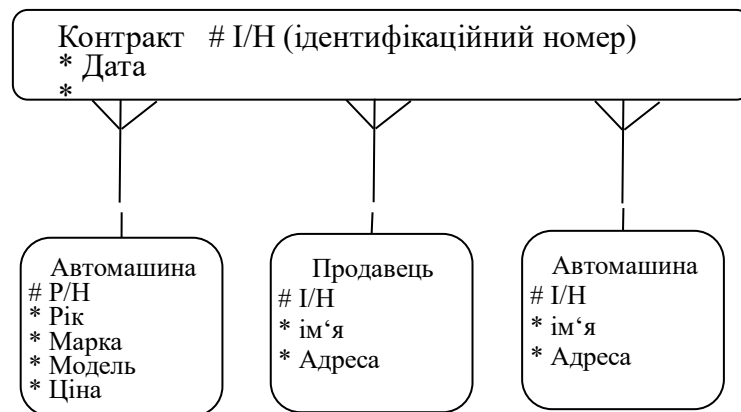 Контракт # І/Н (ідентифікаційний номер)
* Дата
*
Автомашина
# Р/Н
* Рік
* Марка
* Модель
* Ціна
Продавець
# І/Н
* ім‘я
* Адреса
Автомашина
# І/Н
* ім‘я
* Адреса